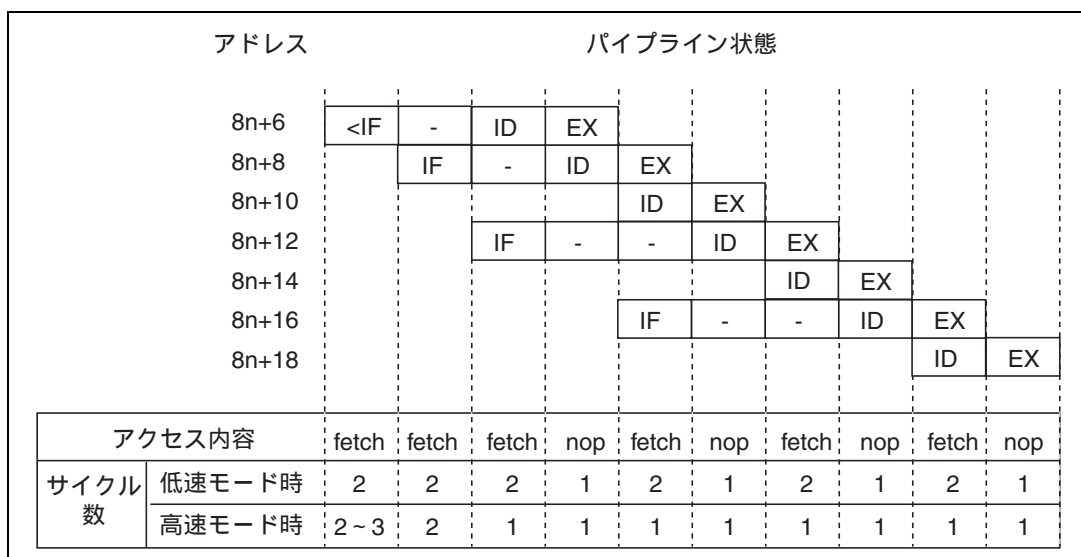 アドレス パイプライン状態
8n+6 <IF - ID EX
8n+8 IF - ID EX
8n+10 ID EX
8n+12 IF - - ID EX
8n+14 ID EX
8n+16 IF - - ID EX
8n+18 ID EX
アクセス内容 fetch fetch fetch nop fetch nop fetch nop fetch nop
サイクル数 低速モード時 2 2 2 1 2 1 2 1 2 1
高速モード時 2~3 2 1 1 1 1 1 1 1 1